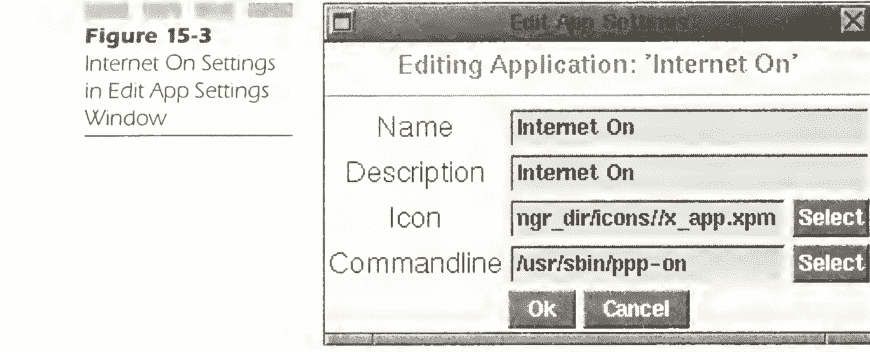 Figure 15-3
Internet On Settings
in Edit App Settings
Window
Edit App Settings
Editing Application: 'Internet On'
Name Internet On
Description Internet On
Icon ngr_dir/icons//x_app.xpm Select
Commandline /usr/sbin/ppp-on Select
Ok Cancel